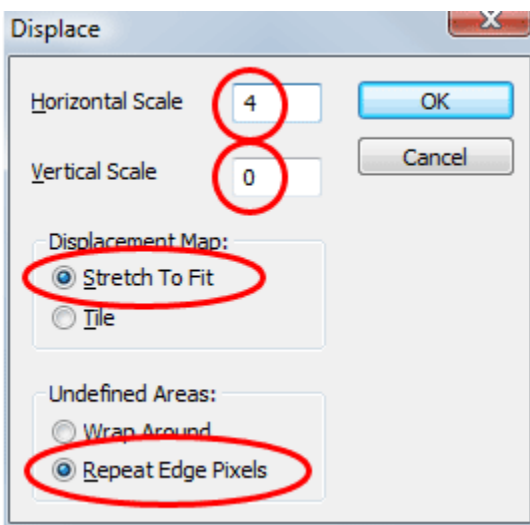 Displace
Horizontal Scale 4 OK
Vertical Scale 0 Cancel
Displacement Map:
Stretch To Fit
Tile
Undefined Areas:
Wrap Around
Repeat Edge Pixels